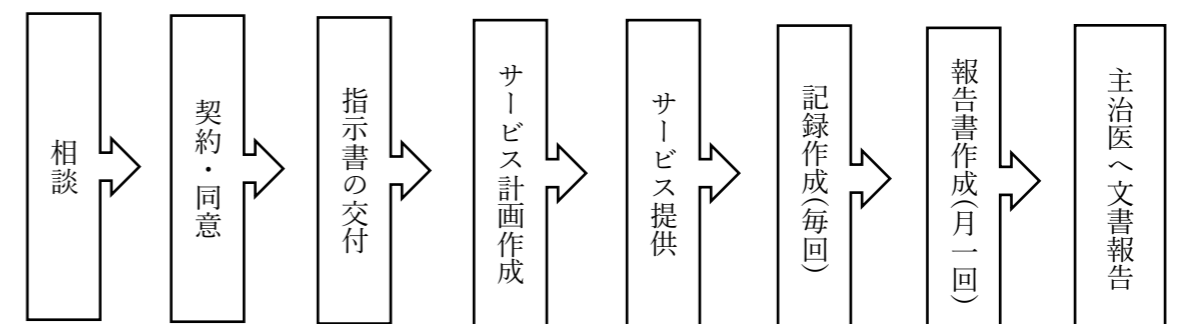 相談
契約・同意
指示書の交付
サービス計画作成
サービス提供
記録作成(毎回)
報告書作成(月一回)
主治医へ文書報告